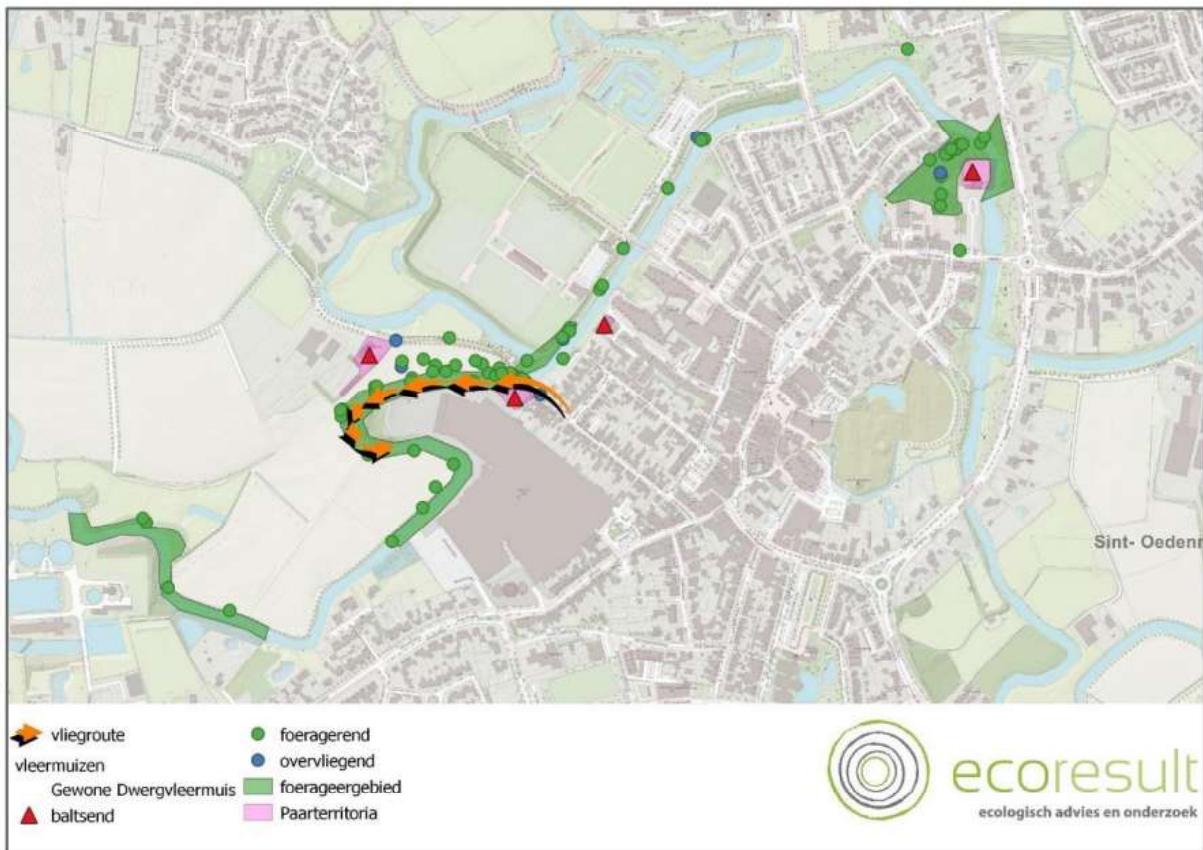 Sint- Oedenr
vliegroute
vleermuizen
Gewone Dwergvleermuis
baltsend
foeragerend
overvliegend
foerageergebied
Paarterritoria
ecoresult
ecologisch advies en onderzoek